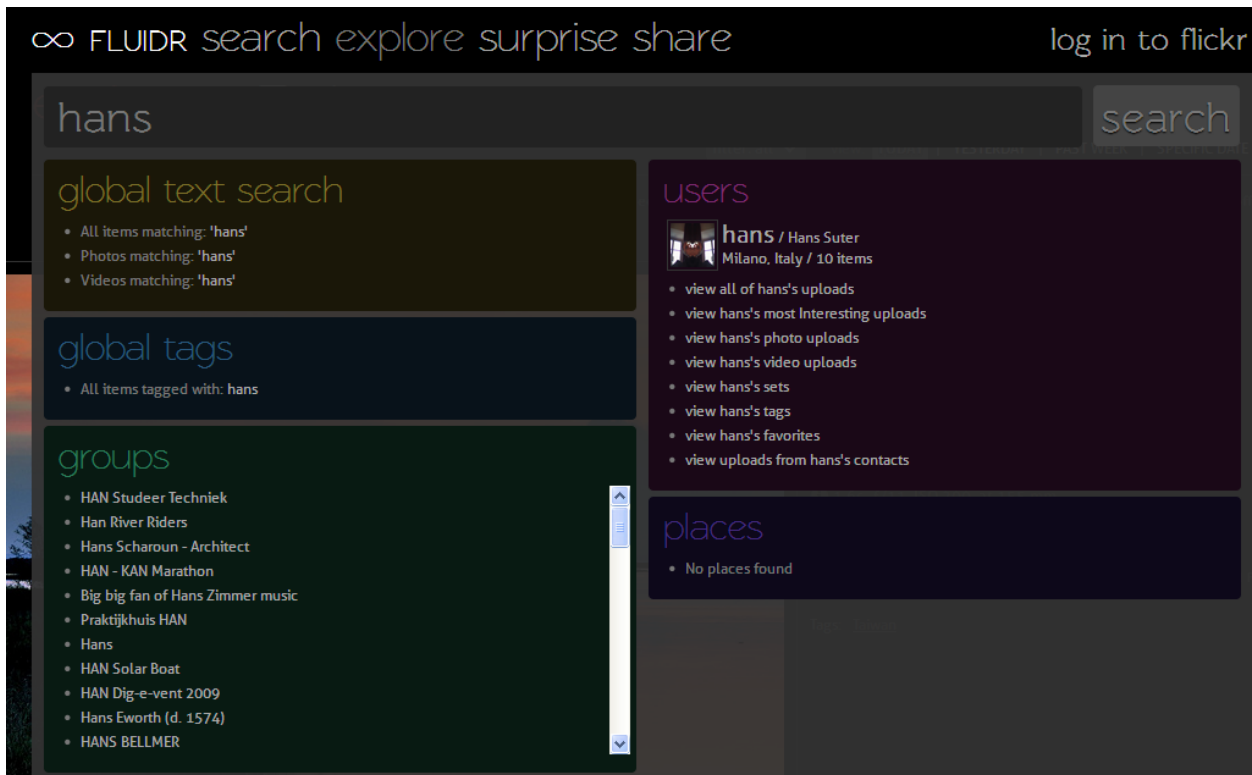 ∞ FLUIDR search explore surprise share log in to flickr
hans search
global text search
• All items matching: 'hans'
• Photos matching: 'hans'
• Videos matching: 'hans'
global tags
• All items tagged with: hans
groups
• HAN Studeer Techniek
• Han River Riders
• Hans Scharoun - Architect
• HAN - KAN Marathon
• Big big fan of Hans Zimmer music
• Praktijkhuis HAN
• Hans
• HAN Solar Boat
• HAN Dig-e-vent 2009
• Hans Eworth (d. 1574)
• HANS BELLMER
users
hans / Hans Suter
Milano, Italy / 10 items
• view all of hans's uploads
• view hans's most Interesting uploads
• view hans's photo uploads
• view hans's video uploads
• view hans's sets
• view hans's tags
• view hans's favorites
• view uploads from hans's contacts
places
• No places found